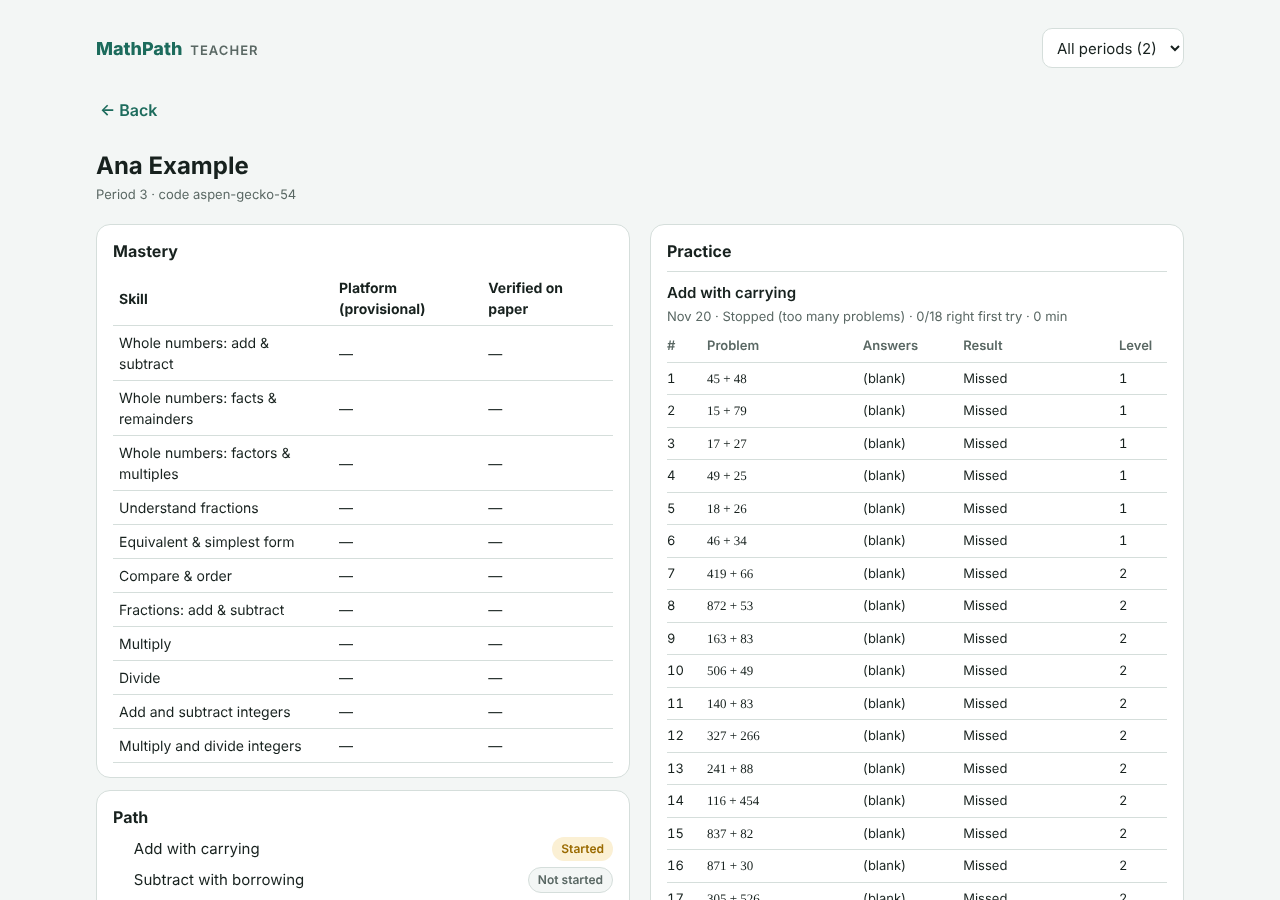 MathPath TEACHER
All periods (2)
← Back
Ana Example
Period 3 · code aspen-gecko-54
Mastery
Skill Platform (provisional) Verified on paper
Whole numbers: add & subtract — —
Whole numbers: facts & remainders — —
Whole numbers: factors & multiples — —
Understand fractions — —
Equivalent & simplest form — —
Compare & order — —
Fractions: add & subtract — —
Multiply — —
Divide — —
Add and subtract integers — —
Multiply and divide integers — —
Path
Add with carrying Started
Subtract with borrowing Not started
Practice
Add with carrying
Nov 20 · Stopped (too many problems) · 0/18 right first try · 0 min
# Problem Answers Result Level
1 45 + 48 (blank) Missed 1
2 15 + 79 (blank) Missed 1
3 17 + 27 (blank) Missed 1
4 49 + 25 (blank) Missed 1
5 18 + 26 (blank) Missed 1
6 46 + 34 (blank) Missed 1
7 419 + 66 (blank) Missed 2
8 872 + 53 (blank) Missed 2
9 163 + 83 (blank) Missed 2
10 506 + 49 (blank) Missed 2
11 140 + 83 (blank) Missed 2
12 327 + 266 (blank) Missed 2
13 241 + 88 (blank) Missed 2
14 116 + 454 (blank) Missed 2
15 837 + 82 (blank) Missed 2
16 871 + 30 (blank) Missed 2
17 305 + 526 (blank) Missed 2